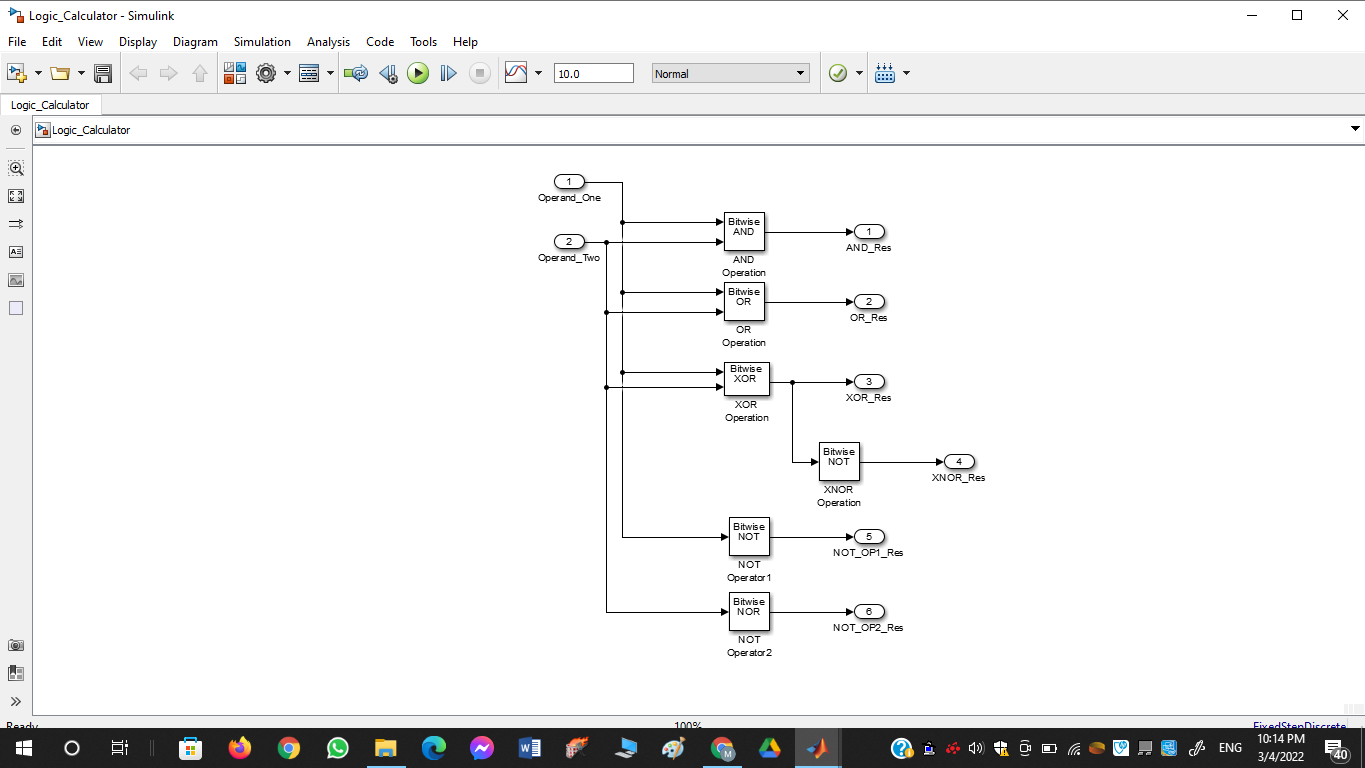 Logic_Calculator - Simulink
File Edit View Display Diagram Simulation Analysis Code Tools Help
10.0 Normal
Logic_Calculator
Logic_Calculator
1
Operand_One
2
Operand_Two
Bitwise
AND
AND
Operation
1
AND_Res
Bitwise
OR
OR
Operation
2
OR_Res
Bitwise
XOR
XOR
Operation
3
XOR_Res
Bitwise
NOT
XNOR
Operation
4
XNOR_Res
Bitwise
NOT
NOT
Operator1
5
NOT_OP1_Res
Bitwise
NOR
NOT
Operator2
6
NOT_OP2_Res
Ready 100% FixedStepDiscrete
ENG
10:14 PM
3/4/2022
40